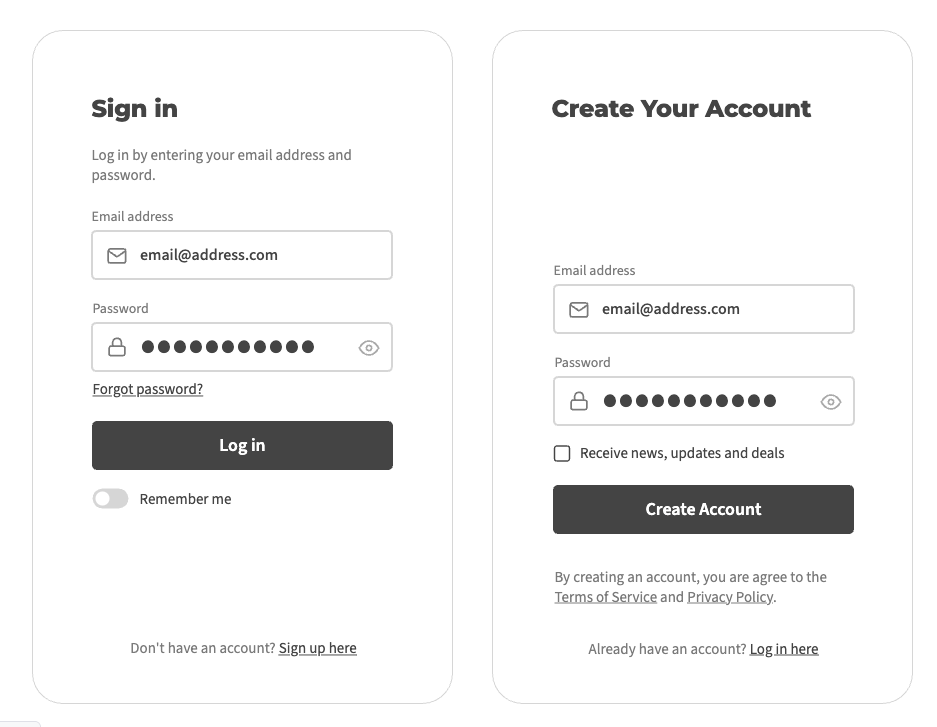 Sign in
Log in by entering your email address and
password.
Email address
email@address.com
Password
Forgot password?
Log in
Remember me
Don't have an account? Sign up here
Create Your Account
Email address
email@address.com
Password
Receive news, updates and deals
Create Account
By creating an account, you are agree to the
Terms of Service and Privacy Policy.
Already have an account? Log in here